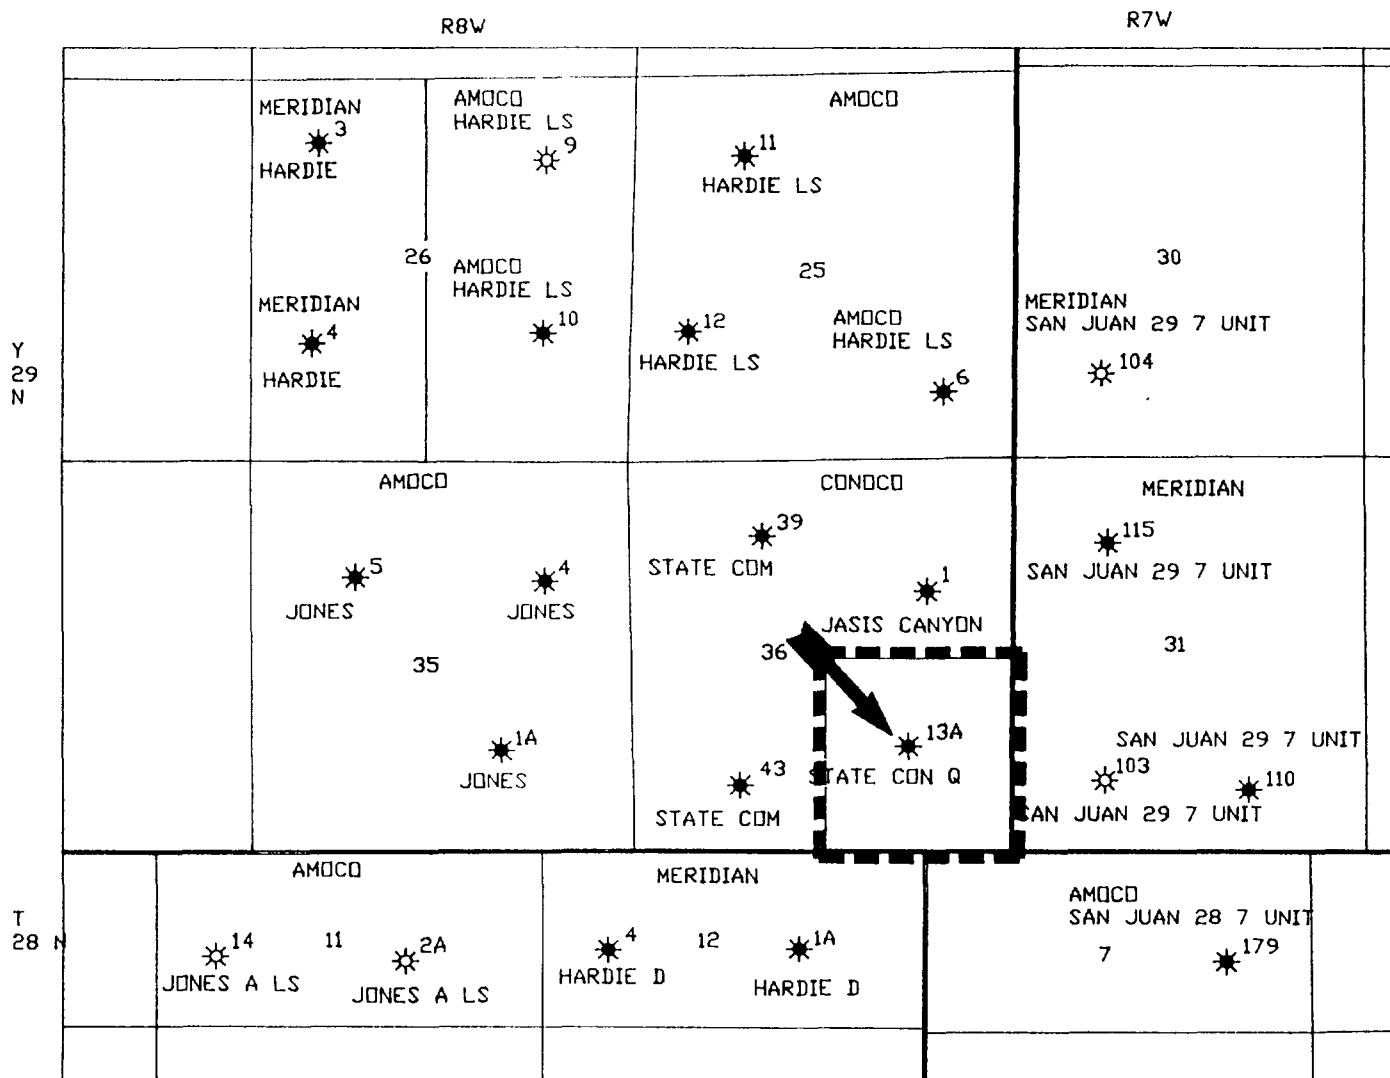 R8W
R7W
MERIDIAN
3
HARDIE
AMOCO
HARDIE LS
9
AMOCO
11
HARDIE LS
26
AMOCO
HARDIE LS
10
25
30
MERIDIAN
4
HARDIE
12
HARDIE LS
AMOCO
HARDIE LS
6
MERIDIAN
SAN JUAN 29 7 UNIT
104
Y
29
N
AMOCO
CONOCO
MERIDIAN
5
JONES
4
JONES
39
STATE COM
1
JASIS CANYON
115
SAN JUAN 29 7 UNIT
35
36
31
1A
JONES
43
STATE COM
13A
STATE CON Q
SAN JUAN 29 7 UNIT
103
110
SAN JUAN 29 7 UNIT
AMOCO
MERIDIAN
AMOCO
SAN JUAN 28 7 UNIT
T
28 N
14
JONES A LS
11
2A
JONES A LS
4
HARDIE D
12
1A
HARDIE D
7
179